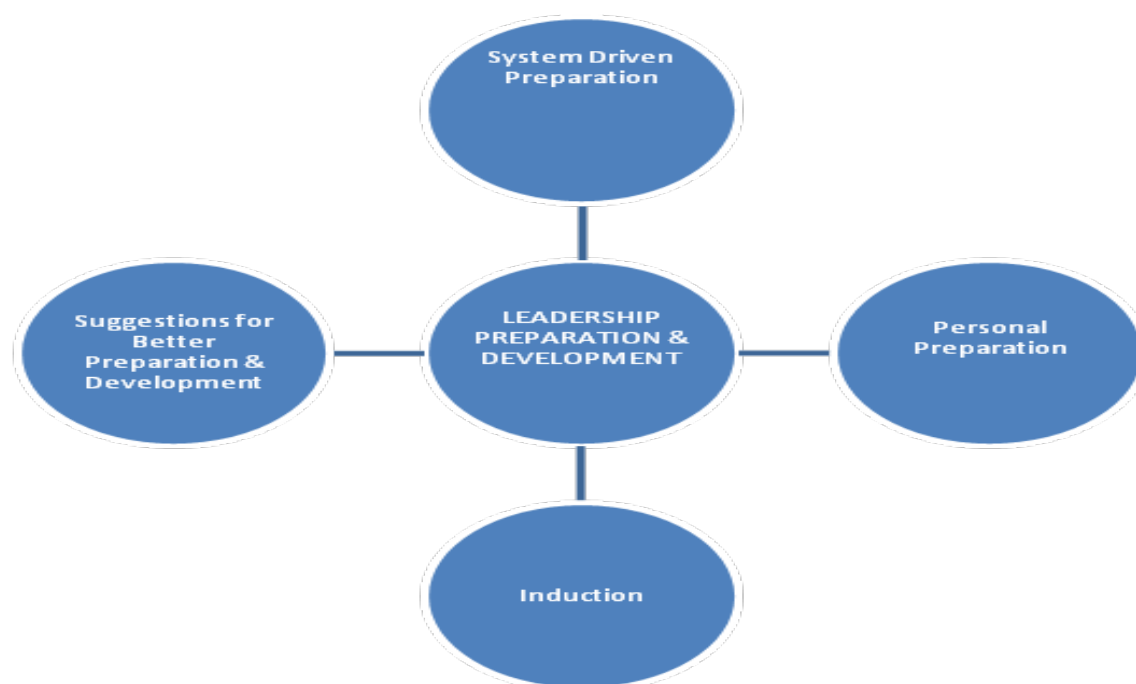 System Driven
Preparation
Suggestions for
Better
Preparation &
Development
LEADERSHIP
PREPARATION &
DEVELOPMENT
Personal
Preparation
Induction